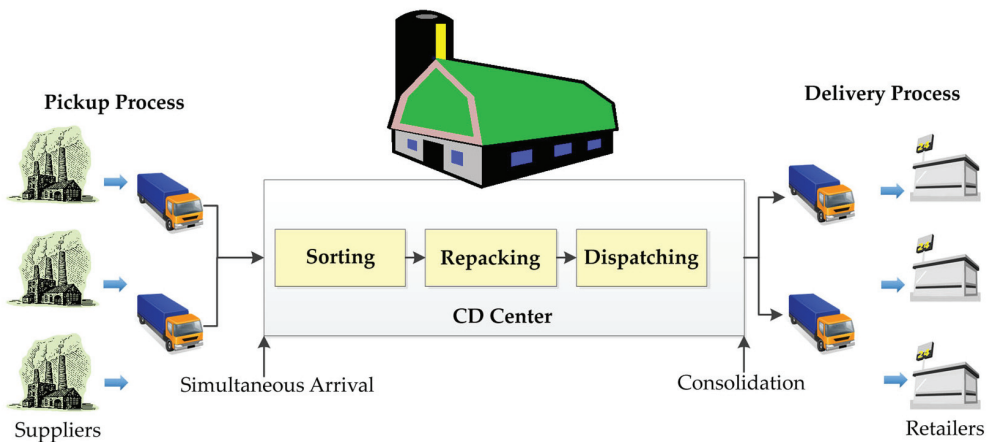 Pickup Process
Delivery Process
Sorting
Repacking
Dispatching
CD Center
Simultaneous Arrival
Consolidation
Suppliers
Retailers